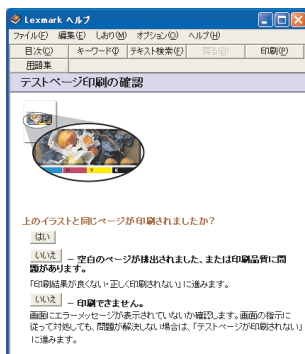 Lexmark ヘルプ
ファイル(F) 編集(E) しおり(M) オプション(O) ヘルプ(H)
目次(C) キーワード(I) テキスト検索(F) 戻る(B) 印刷(P)
用語集
テストページ印刷の確認
M Y K
上のイラストと同じページが印刷されましたか?
はい
いいえ – 空白のページが排出されました、または印刷品質に問
題があります。
「印刷結果が良くない・正しく印刷されない」に進みます。
いいえ – 印刷できません。
画面にエラーメッセージが表示されていないか確認します。画面の指示に
従って対処しても、問題が解決しない場合は、「テストページが印刷されない」
に進みます。